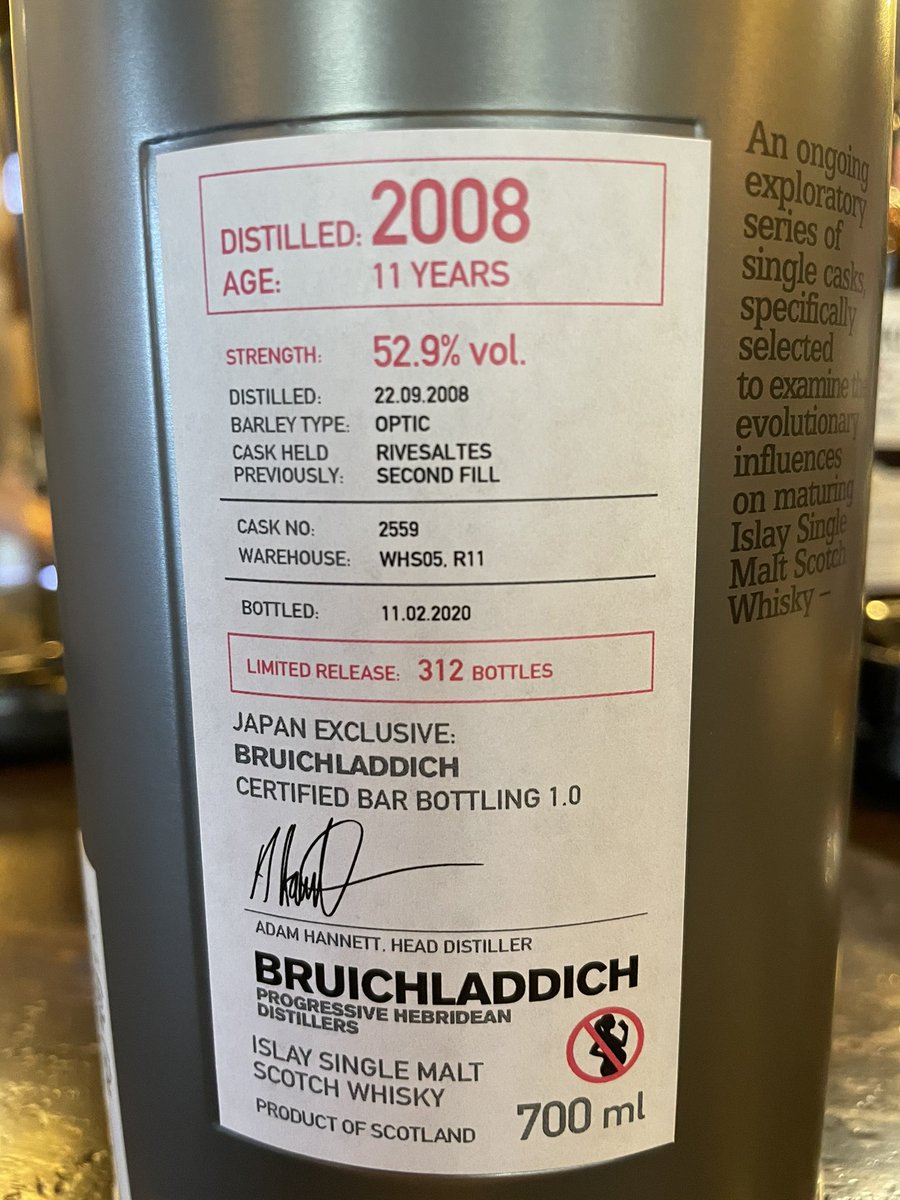 DISTILLED: 2008
AGE: 11 YEARS
STRENGTH: 52.9% vol.
DISTILLED: 22.09.2008
BARLEY TYPE: OPTIC
CASK HELD RIVESALTES
PREVIOUSLY: SECOND FILL
CASK NO: 2559
WAREHOUSE: WHS05, R11
BOTTLED: 11.02.2020
LIMITED RELEASE: 312 BOTTLES
JAPAN EXCLUSIVE:
BRUICHLADDICH
CERTIFIED BAR BOTTLING 1.0
ADAM HANNETT. HEAD DISTILLER
BRUICHLADDICH
PROGRESSIVE HEBRIDEAN
DISTILLERS
ISLAY SINGLE MALT
SCOTCH WHISKY
PRODUCT OF SCOTLAND 700 ml
An ongoing
exploratory
series of
single casks,
specifically
selected
to examine the
evolutionary
influences
on maturing
Islay Single
Malt Scotch
Whisky –